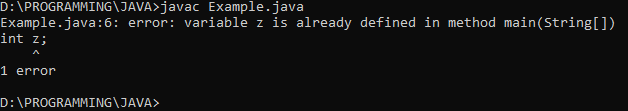 D:\PROGRAMMING\JAVA>javac Example.java
Example.java:6: error: variable z is already defined in method main(String[])
int z;
    ^
1 error
D:\PROGRAMMING\JAVA>